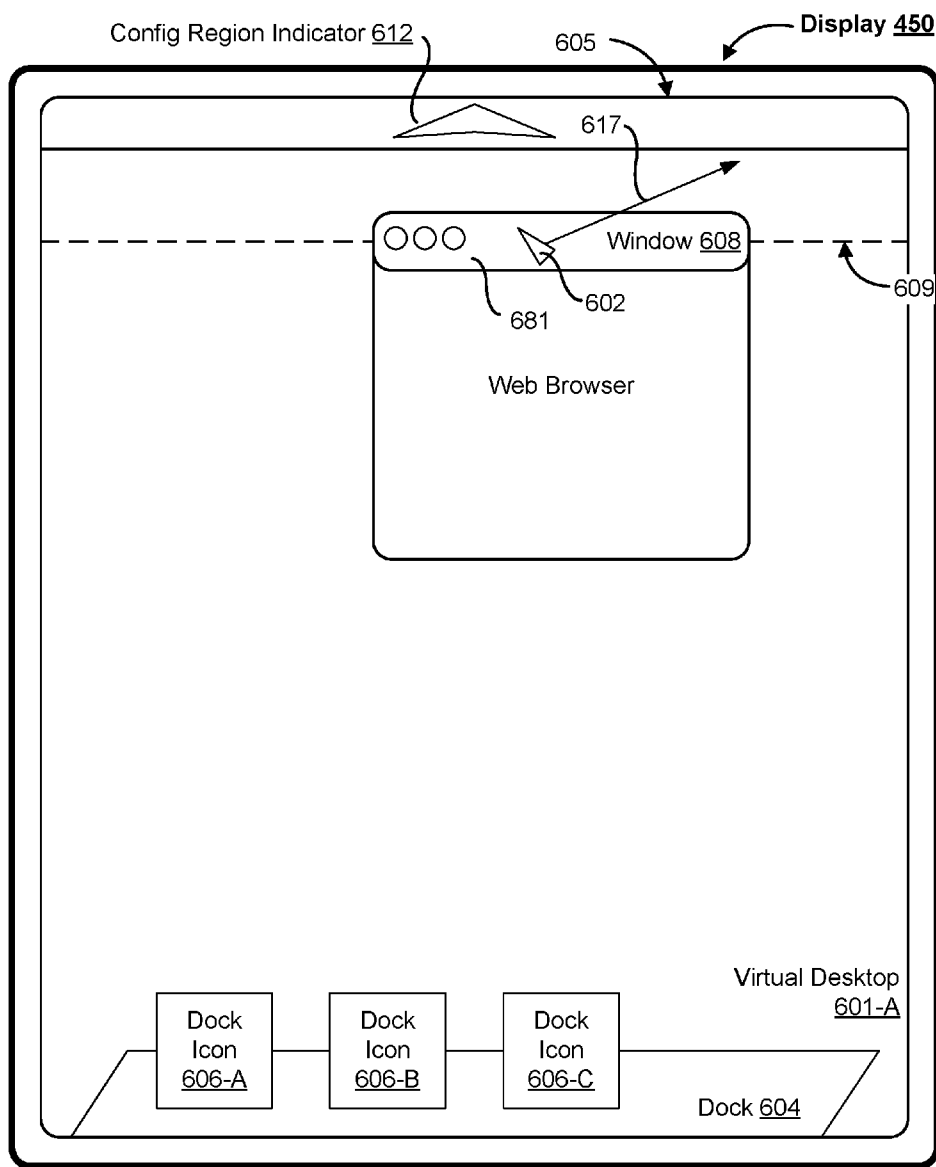 Display 450
Config Region Indicator 612
605
617
Window 608
609
602
681
Web Browser
Virtual Desktop
601-A
Dock
Icon
606-A
Dock
Icon
606-B
Dock
Icon
606-C
Dock 604